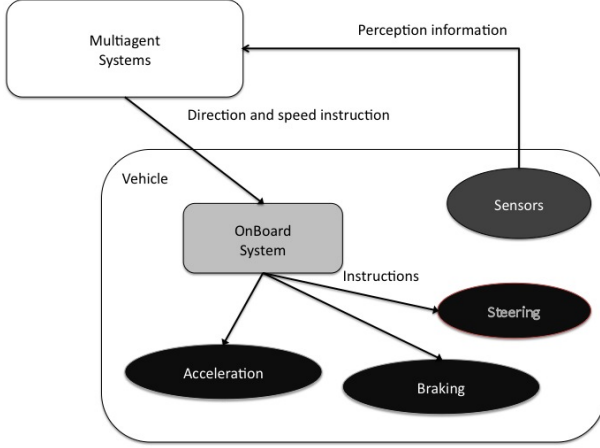 Multiagent
Systems
Perception information
Direction and speed instruction
Vehicle
Sensors
OnBoard
System
Instructions
Steering
Acceleration
Braking